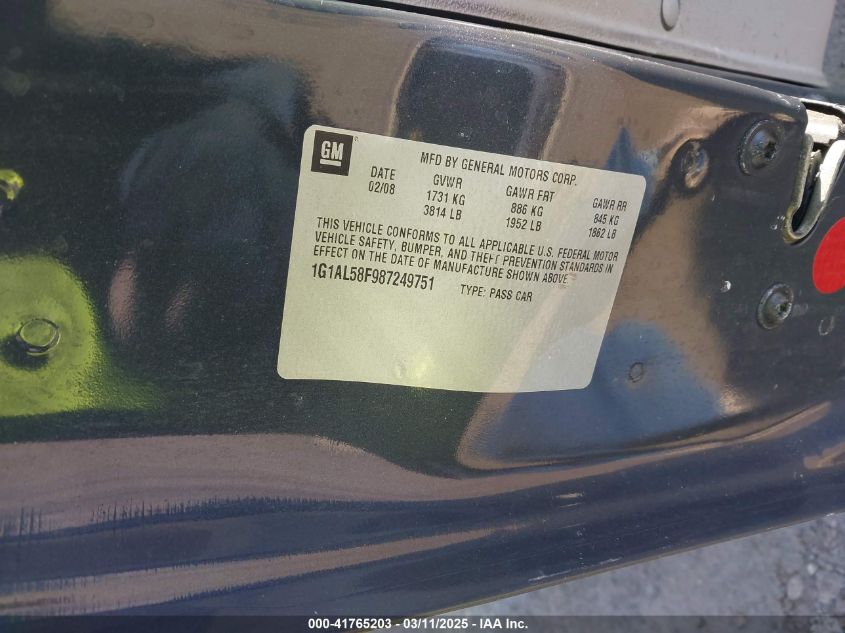 GM
MFD BY GENERAL MOTORS CORP.
DATE GVWR GAWR FRT GAWR RR
02/08 1731 KG 886 KG 845 KG
3814 LB 1952 LB 1862 LB
THIS VEHICLE CONFORMS TO ALL APPLICABLE U.S. FEDERAL MOTOR
VEHICLE SAFETY, BUMPER, AND THEFT PREVENTION STANDARDS IN
EFFECT ON THE DATE OF MANUFACTURE SHOWN ABOVE.
1G1AL58F987249751 TYPE: PASS CAR
000-41765203 - 03/11/2025 - IAA Inc.